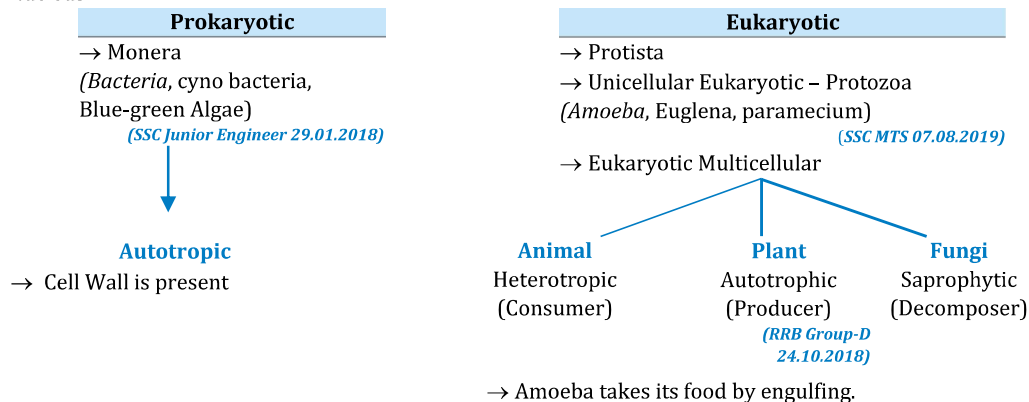 Prokaryotic
→ Monera
(Bacteria, cyno bacteria,
Blue-green Algae)
(SSC Junior Engineer 29.01.2018)
Autotropic
→ Cell Wall is present
Eukaryotic
→ Protista
→ Unicellular Eukaryotic – Protozoa
(Amoeba, Euglena, paramecium)
(SSC MTS 07.08.2019)
→ Eukaryotic Multicellular
Animal
Heterotropic
(Consumer)
Plant
Autotrophic
(Producer)
(RRB Group-D
24.10.2018)
Fungi
Saprophytic
(Decomposer)
→ Amoeba takes its food by engulfing.